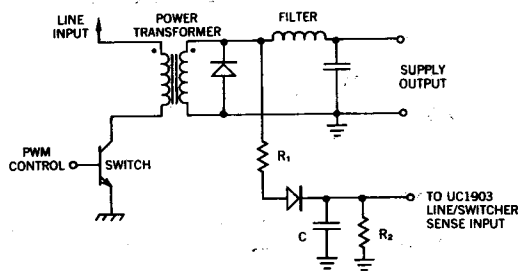 LINE
INPUT
POWER
TRANSFORMER
FILTER
SUPPLY
OUTPUT
PWM
CONTROL
SWITCH
R1
C
R2
TO UC1903
LINE/SWITCHER
SENSE INPUT